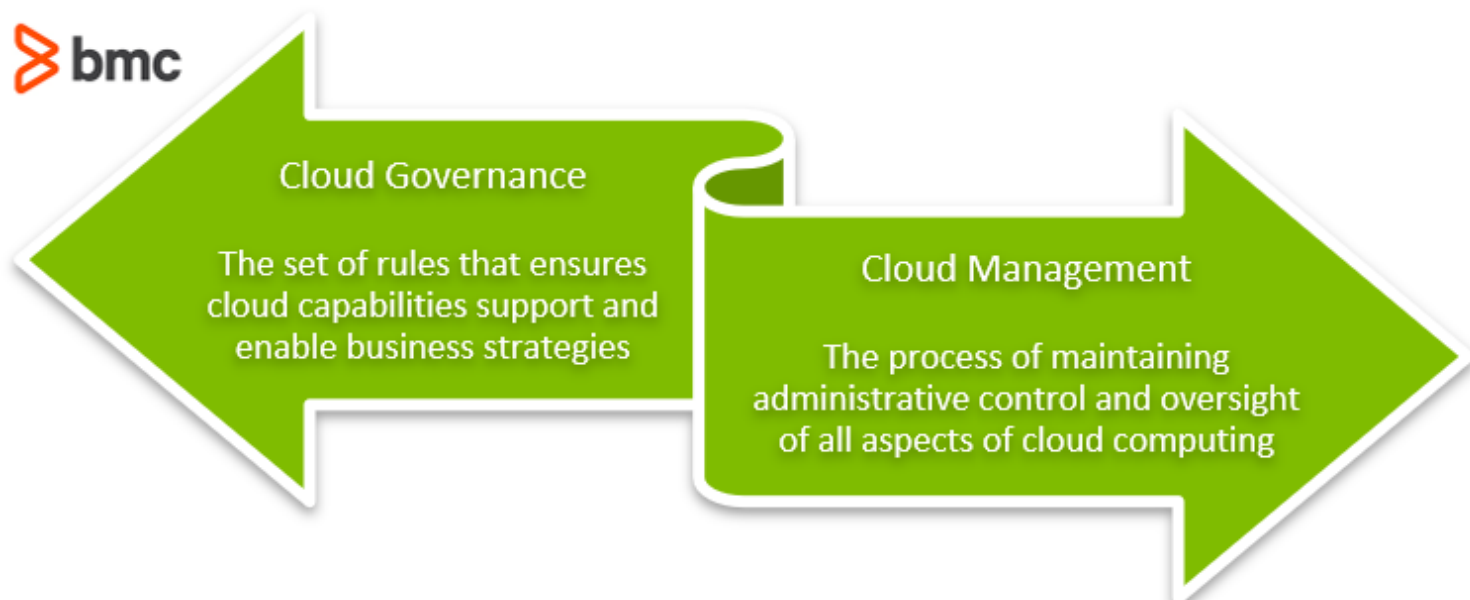 bmc
Cloud Governance
The set of rules that ensures
cloud capabilities support and
enable business strategies
Cloud Management
The process of maintaining
administrative control and oversight
of all aspects of cloud computing